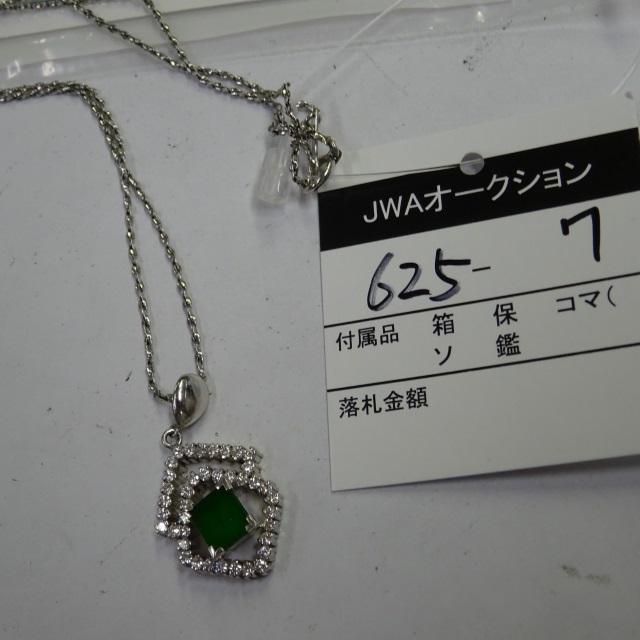 JWAオークション
625- 7
付属品 箱 保 コマ(
ソ 鑑
落札金額